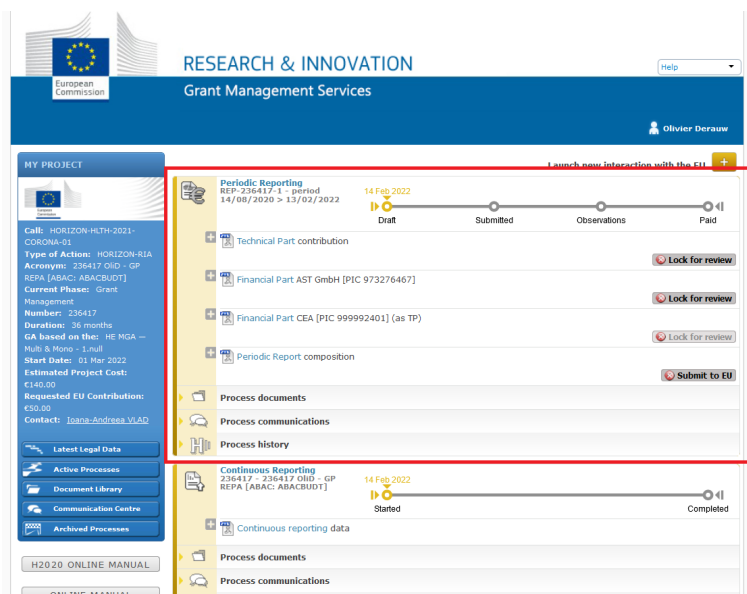 European
Commission
RESEARCH & INNOVATION
Grant Management Services
Help
Olivier Derauw
MY PROJECT
European
Commission
Call: HORIZON-HLTH-2021-
CORONA-01
Type of Action: HORIZON-RIA
Acronym: 236417 OliD - GP
REPA [ABAC: ABACBUDT]
Current Phase: Grant
Management
Number: 236417
Duration: 36 months
GA based on the: HE MGA —
Multi & Mono - 1.null
Start Date: 01 Mar 2022
Estimated Project Cost:
€140.00
Requested EU Contribution:
€50.00
Contact: Ioana-Andreea VLAD
Latest Legal Data
Active Processes
Document Library
Communication Centre
Archived Processes
H2020 ONLINE MANUAL
ONLINE MANUAL
Launch new interaction with the EU +
Periodic Reporting
REP-236417-1 - period
14/08/2020 > 13/02/2022
14 Feb 2022
Draft Submitted Observations Paid
Technical Part contribution
Lock for review
Financial Part AST GmbH [PIC 973276467]
Lock for review
Financial Part CEA [PIC 999992401] (as TP)
Lock for review
Periodic Report composition
Submit to EU
Process documents
Process communications
Process history
Continuous Reporting
236417 - 236417 OliD - GP
REPA [ABAC: ABACBUDT]
14 Feb 2022
Started Completed
Continuous reporting data
Process documents
Process communications